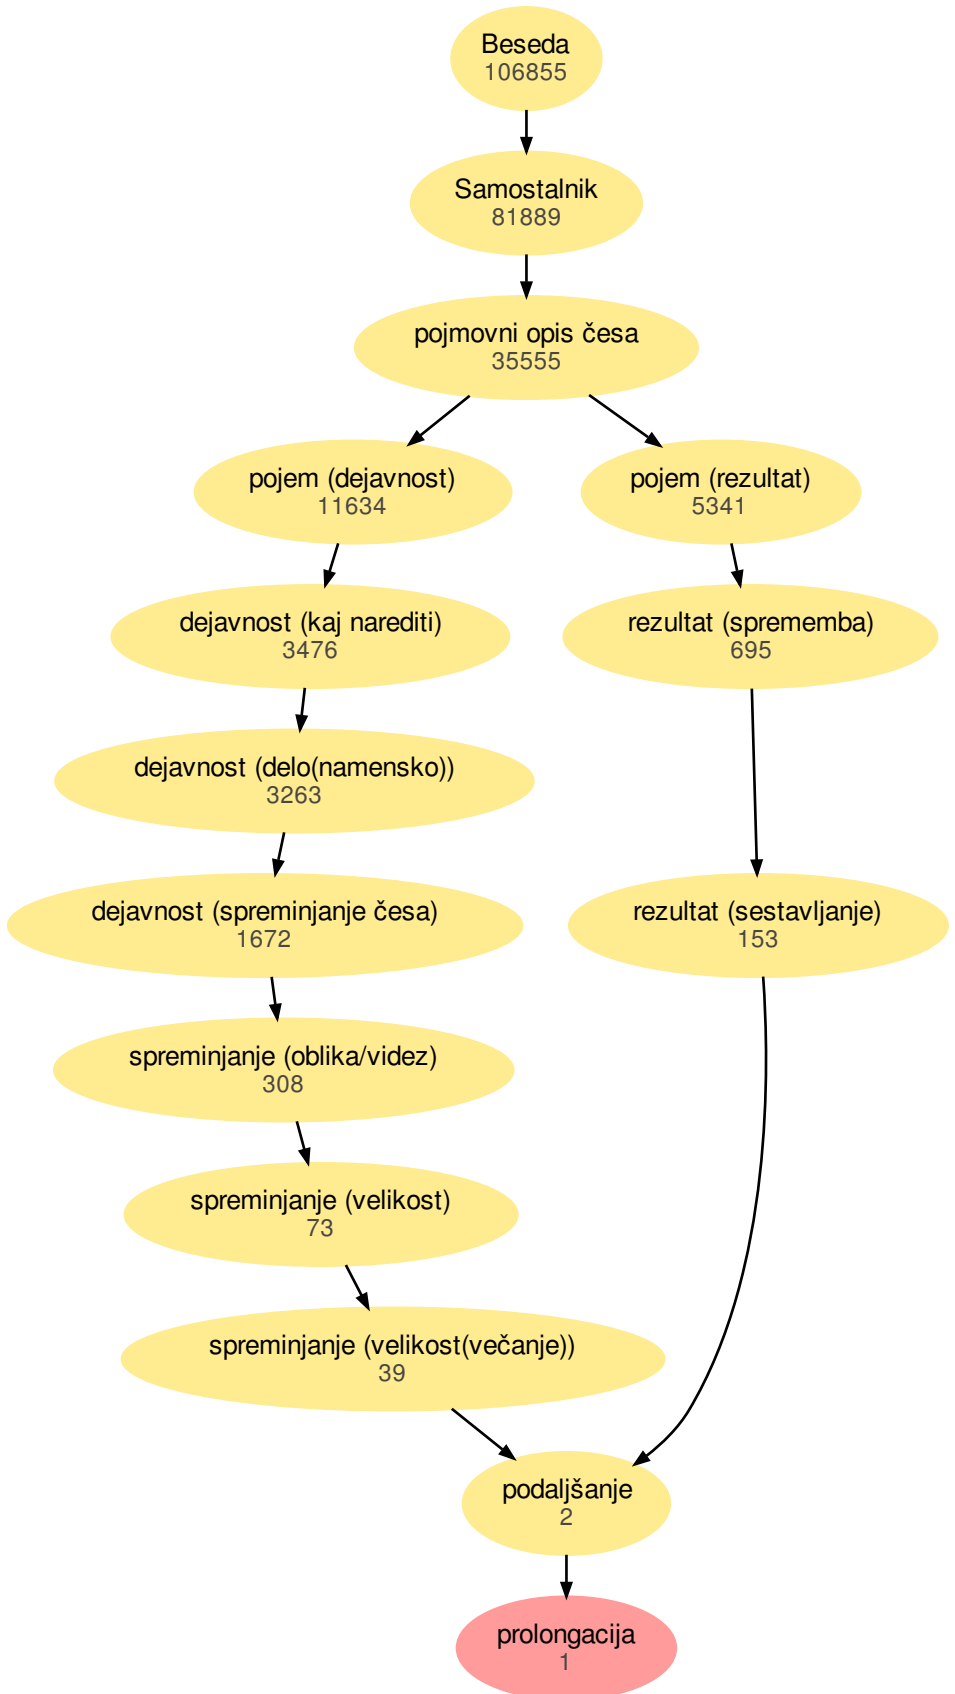 Beseda
106855
Samostalnik
81889
pojmovni opis česa
35555
pojem (dejavnost)
11634
pojem (rezultat)
5341
dejavnost (kaj narediti)
3476
rezultat (sprememba)
695
dejavnost (delo(namensko))
3263
dejavnost (spreminjanje česa)
1672
rezultat (sestavljanje)
153
spreminjanje (oblika/videz)
308
spreminjanje (velikost)
73
spreminjanje (velikost(večanje))
39
podaljšanje
2
prolongacija
1